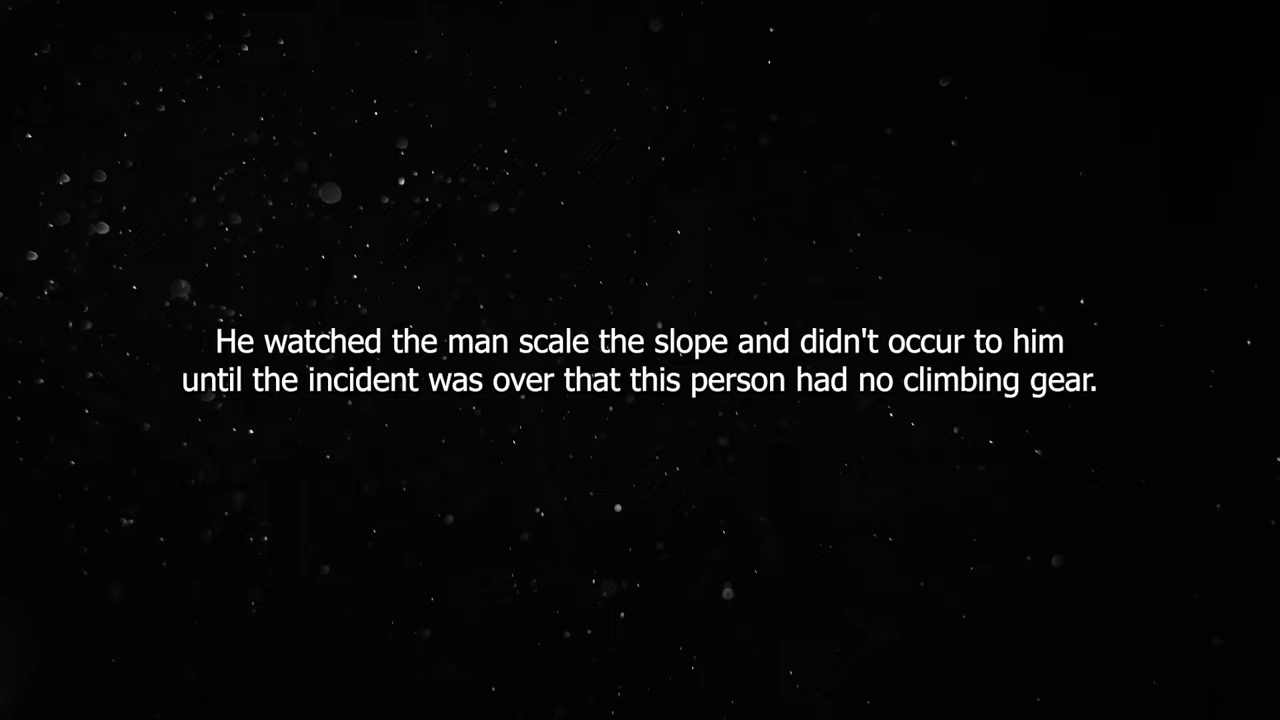 He watched the man scale the slope and didn't occur to him
until the incident was over that this person had no climbing gear.